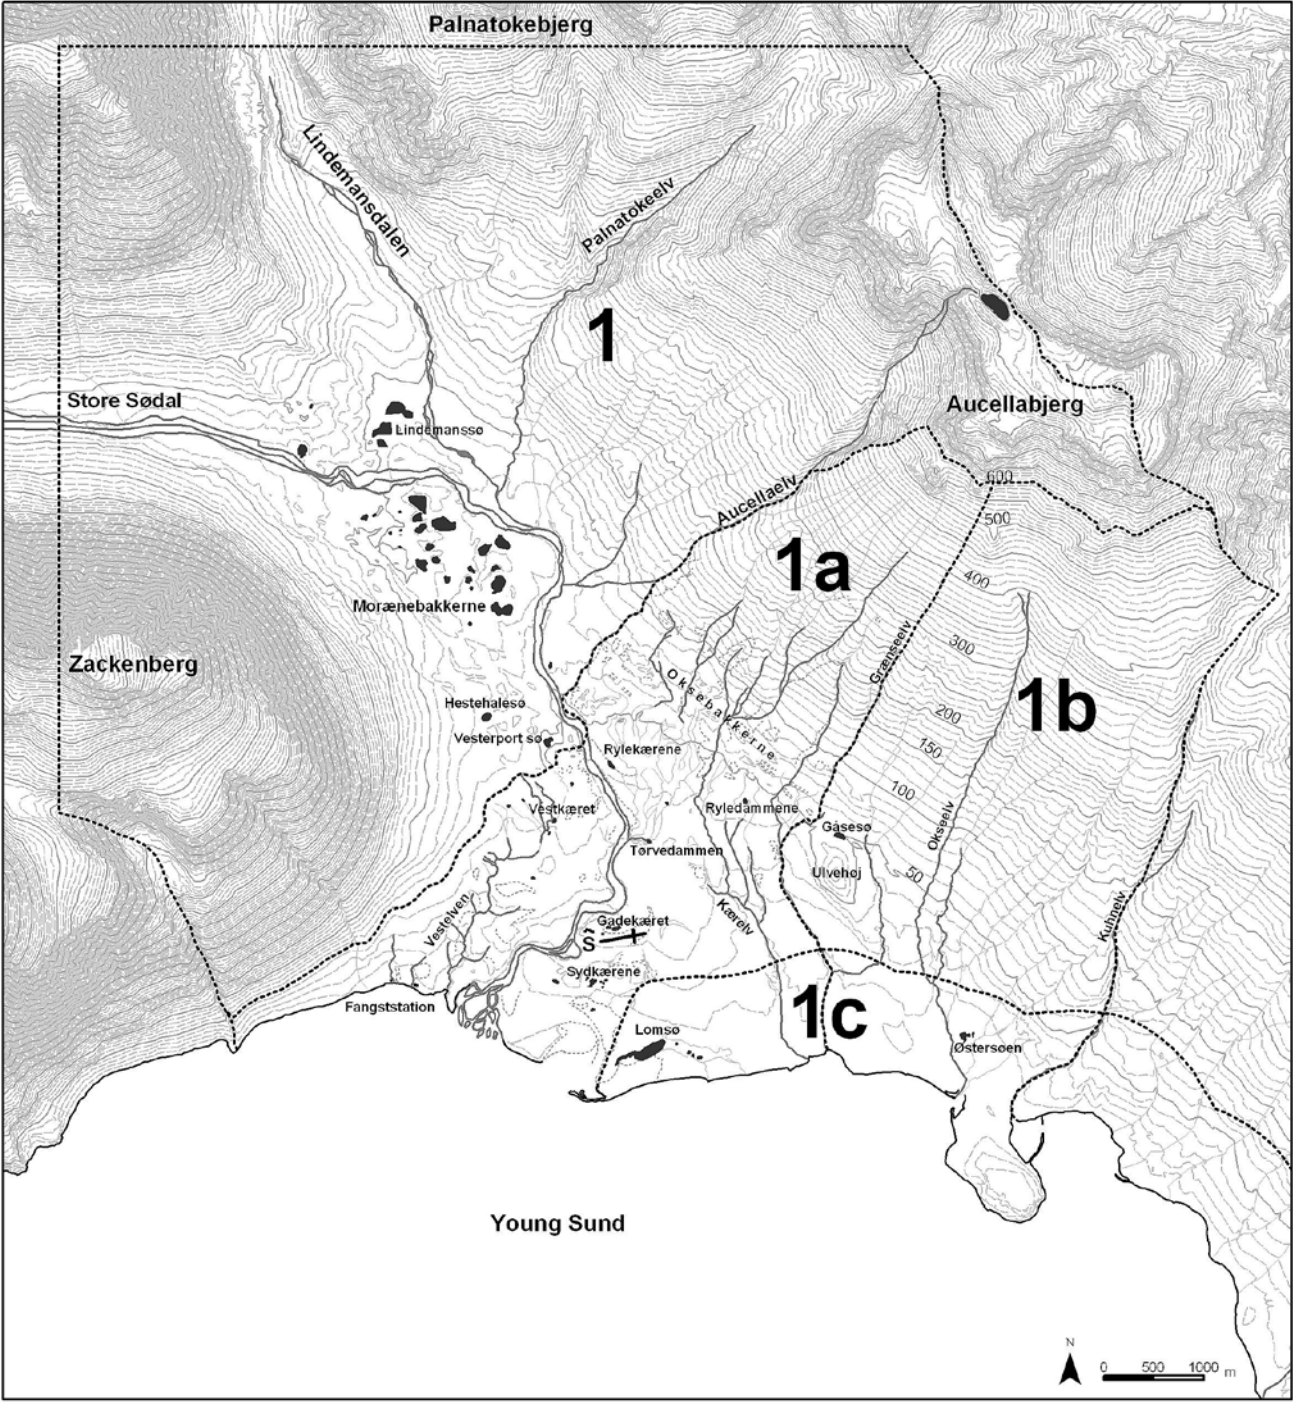 Palnatokebjerg
Lindemansdalen
Palnatokeelv
1
Store Sødal
Lindemanssø
Aucellabjerg
600
Aucellaelv
500
1a
400
Morænebakkerne
Grænseelv
300
Zackenberg
Oksebakkerne
1b
Hestehalesø
200
Vesterport sø
Rylekærene
150
100
Vestkæret
Ryledammene
Gåsesø
Okseelv
Tørvedammen
Ulvehøj
50
Vestelven
Kærelv
Gadekæret
Kuhnelv
S
Sydkærene
Fangststation
1c
Lomsø
Østersøen
Young Sund
N
0 500 1000 m